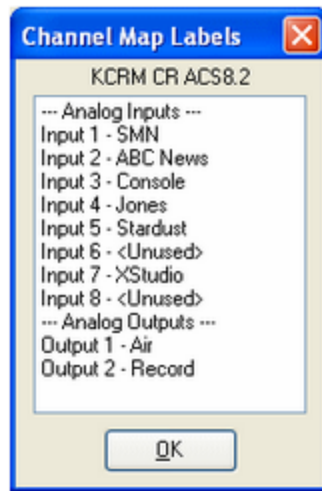 Channel Map Labels
KCRM CR ACS8.2
--- Analog Inputs ---
Input 1 - SMN
Input 2 - ABC News
Input 3 - Console
Input 4 - Jones
Input 5 - Stardust
Input 6 - <Unused>
Input 7 - XStudio
Input 8 - <Unused>
--- Analog Outputs ---
Output 1 - Air
Output 2 - Record
OK